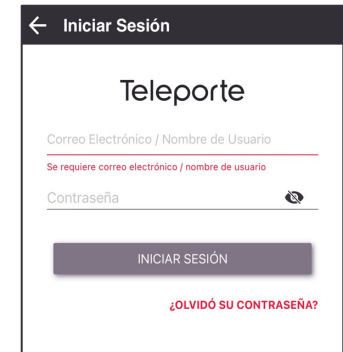 Iniciar Sesión
Teleporte
Correo Electrónico / Nombre de Usuario
Se requiere correo electrónico / nombre de usuario
Contraseña
INICIAR SESIÓN
¿OLVIDÓ SU CONTRASEÑA?